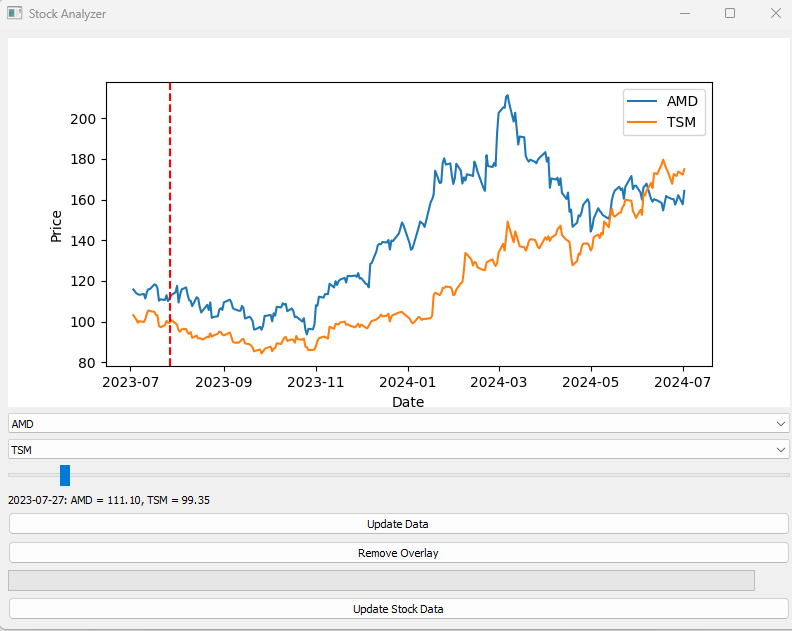 Stock Analyzer
AMD
TSM
200
180
160
140
120
100
80
Price
2023-07 2023-09 2023-11 2024-01 2024-03 2024-05 2024-07
Date
AMD
TSM
2023-07-27: AMD = 111.10, TSM = 99.35
Update Data
Remove Overlay
Update Stock Data